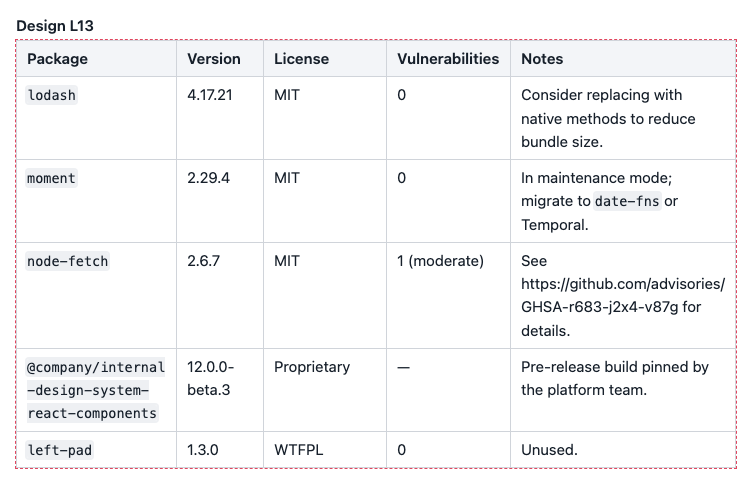 Design L13
Package Version License Vulnerabilities Notes
lodash 4.17.21 MIT 0 Consider replacing with
native methods to reduce
bundle size.
moment 2.29.4 MIT 0 In maintenance mode;
migrate to date-fns or
Temporal.
node-fetch 2.6.7 MIT 1 (moderate) See
https://github.com/advisories/
GHSA-r683-j2x4-v87g for
details.
@company/internal 12.0.0- Proprietary — Pre-release build pinned by
-design-system- beta.3 the platform team.
react-components
left-pad 1.3.0 WTFPL 0 Unused.